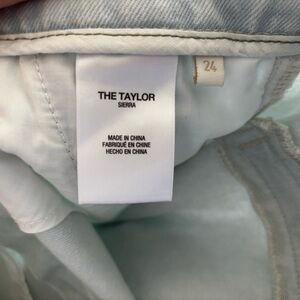 THE TAYLOR
SIERRA
MADE IN CHINA
FABRIQUÉ EN CHINE
HECHO EN CHINA
24